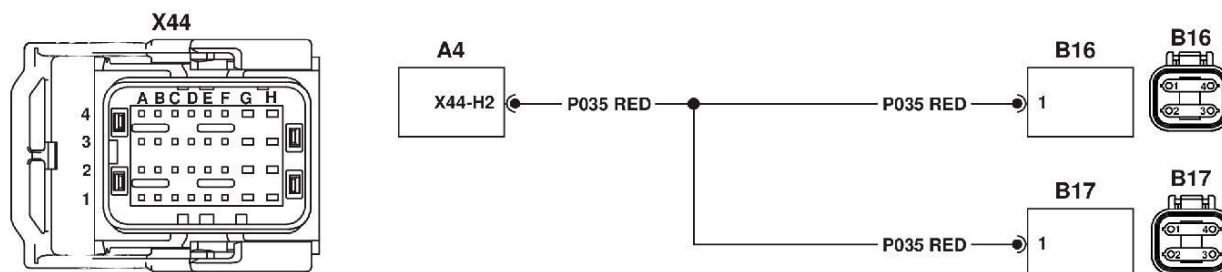 X44
A B C D E F G H
4
3
2
1
A4
X44-H2
P035 RED
P035 RED
B16
1
B16
1 4
2 3
P035 RED
B17
1
B17
1 4
2 3